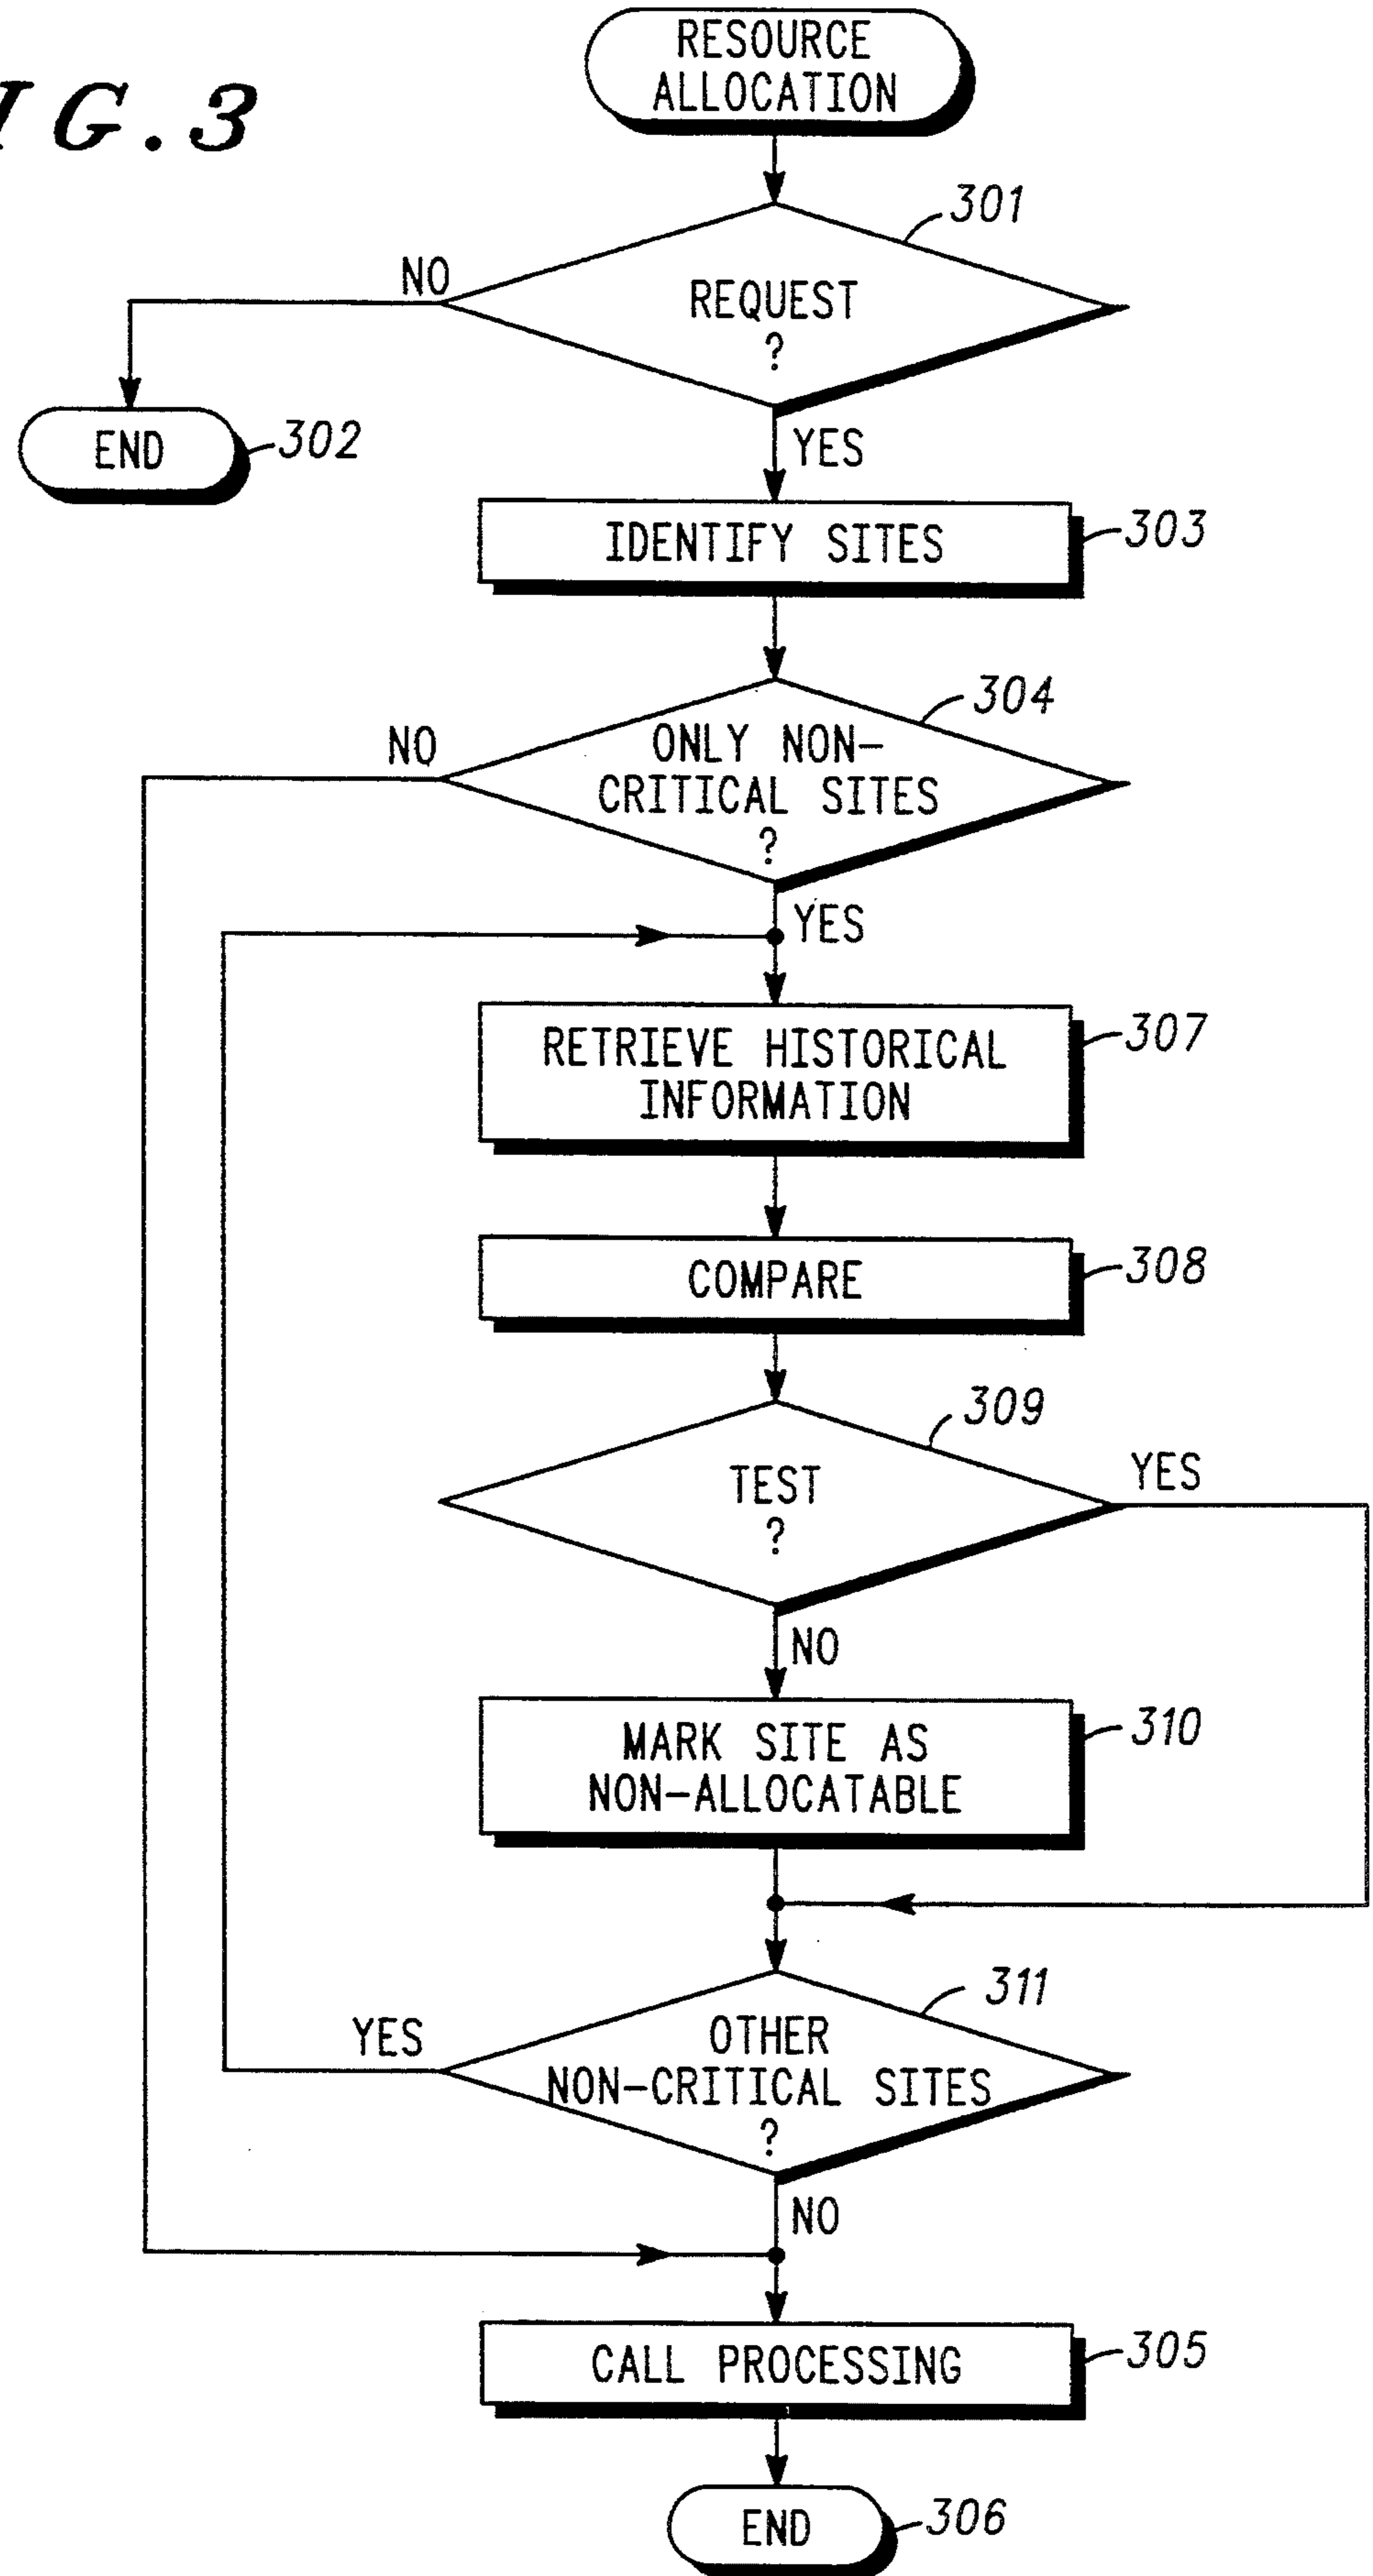 IG.3
RESOURCE
ALLOCATION
301
NO
REQUEST
?
END
302
YES
IDENTIFY SITES
303
304
NO
ONLY NON-
CRITICAL SITES
?
YES
RETRIEVE HISTORICAL
INFORMATION
307
COMPARE
308
309
TEST
?
YES
NO
MARK SITE AS
NON-ALLOCATABLE
310
311
YES
OTHER
NON-CRITICAL SITES
?
NO
CALL PROCESSING
305
END
306